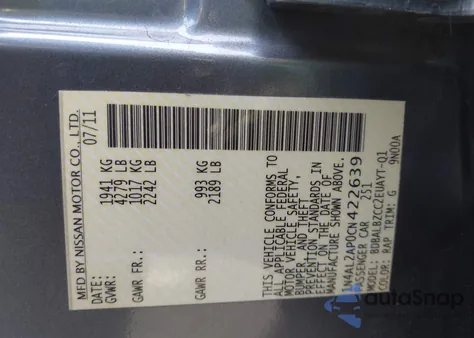 MFD BY NISSAN MOTOR CO., LTD.
DATE: 07/11
GVWR: 1941 KG
4279 LB
GAWR FR: 1017 KG
2242 LB
GAWR RR: 993 KG
2189 LB
THIS VEHICLE CONFORMS TO
ALL APPLICABLE FEDERAL
MOTOR VEHICLE SAFETY,
BUMPER, AND THEFT
PREVENTION STANDARDS IN
EFFECT ON THE DATE OF
MANUFACTURE SHOWN ABOVE.
1N4AL2AP0CN422639
PASSENGER CAR 251
MODEL: BDBALBZCC2EUAYT-QI
COLOR: RAP TRIM: G 9N00A
autoSnap